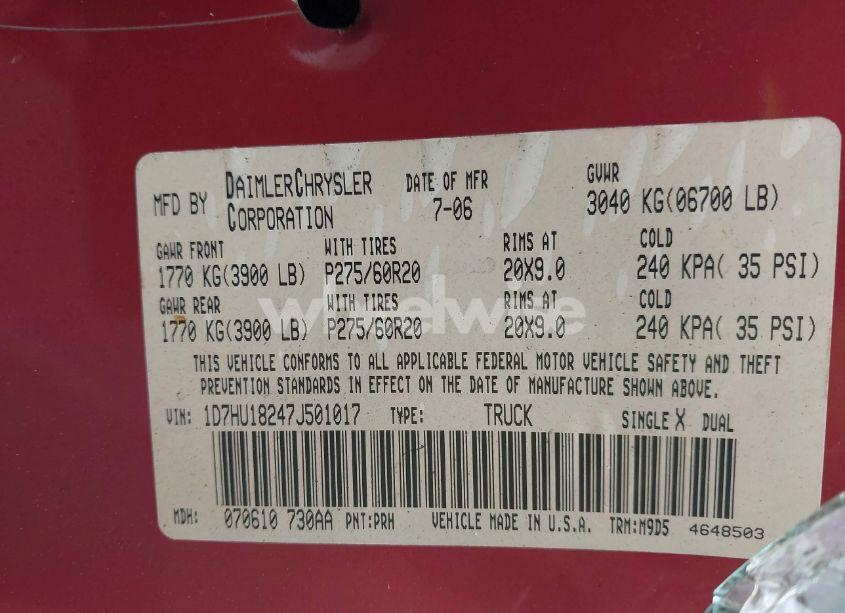 MFD BY DAIMLERCHRYSLER CORPORATION DATE OF MFR 7-06 GVWR 3040 KG(06700 LB)
GAWR FRONT WITH TIRES RIMS AT COLD
1770 KG(3900 LB) P275/60R20 20X9.0 240 KPA( 35 PSI)
GAWR REAR WITH TIRES RIMS AT COLD
1770 KG(3900 LB) P275/60R20 20X9.0 240 KPA( 35 PSI)
wheelwise
THIS VEHICLE CONFORMS TO ALL APPLICABLE FEDERAL MOTOR VEHICLE SAFETY AND THEFT
PREVENTION STANDARDS IN EFFECT ON THE DATE OF MANUFACTURE SHOWN ABOVE.
VIN: 1D7HU18247J501017 TYPE: TRUCK SINGLE X DUAL
MDH: 070610 730AA PNT:PRH VEHICLE MADE IN U.S.A. TRM:M9D5 4648503